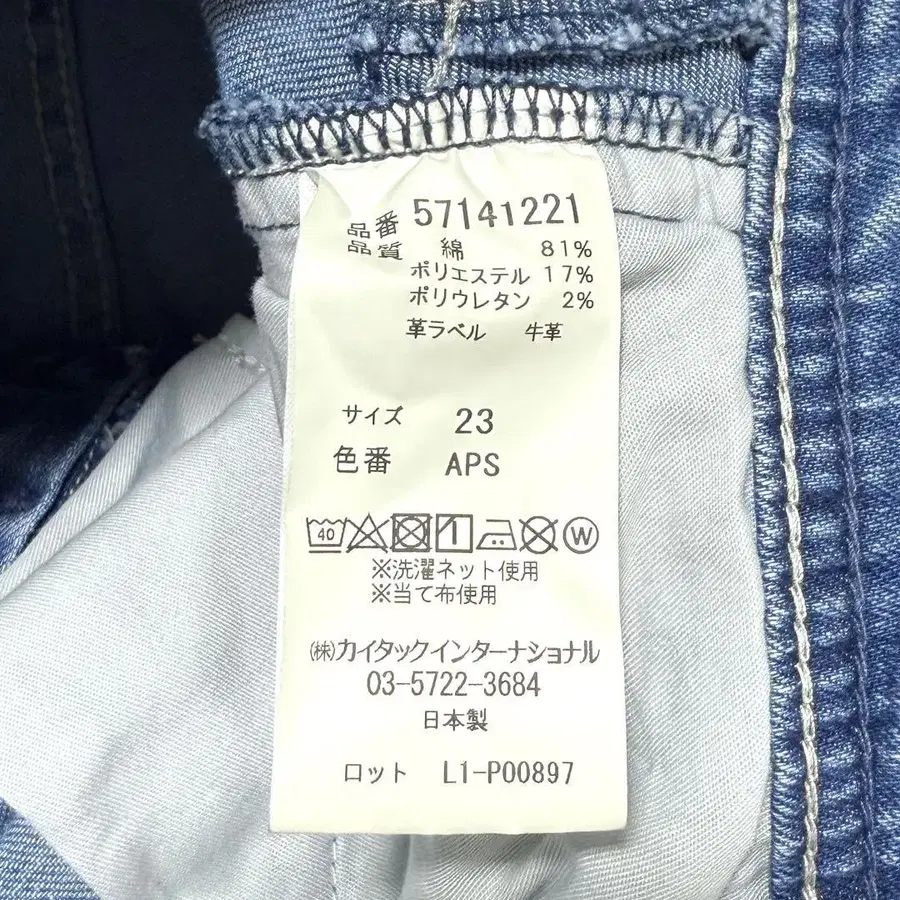 品番 57141221
品質 綿 81%
ポリエステル 17%
ポリウレタン 2%
革ラベル 牛革
サイズ 23
色番 APS
40 W
※洗濯ネット使用
※当て布使用
㈱カイタックインターナショナル
03-5722-3684
日本製
ロット L1-P00897